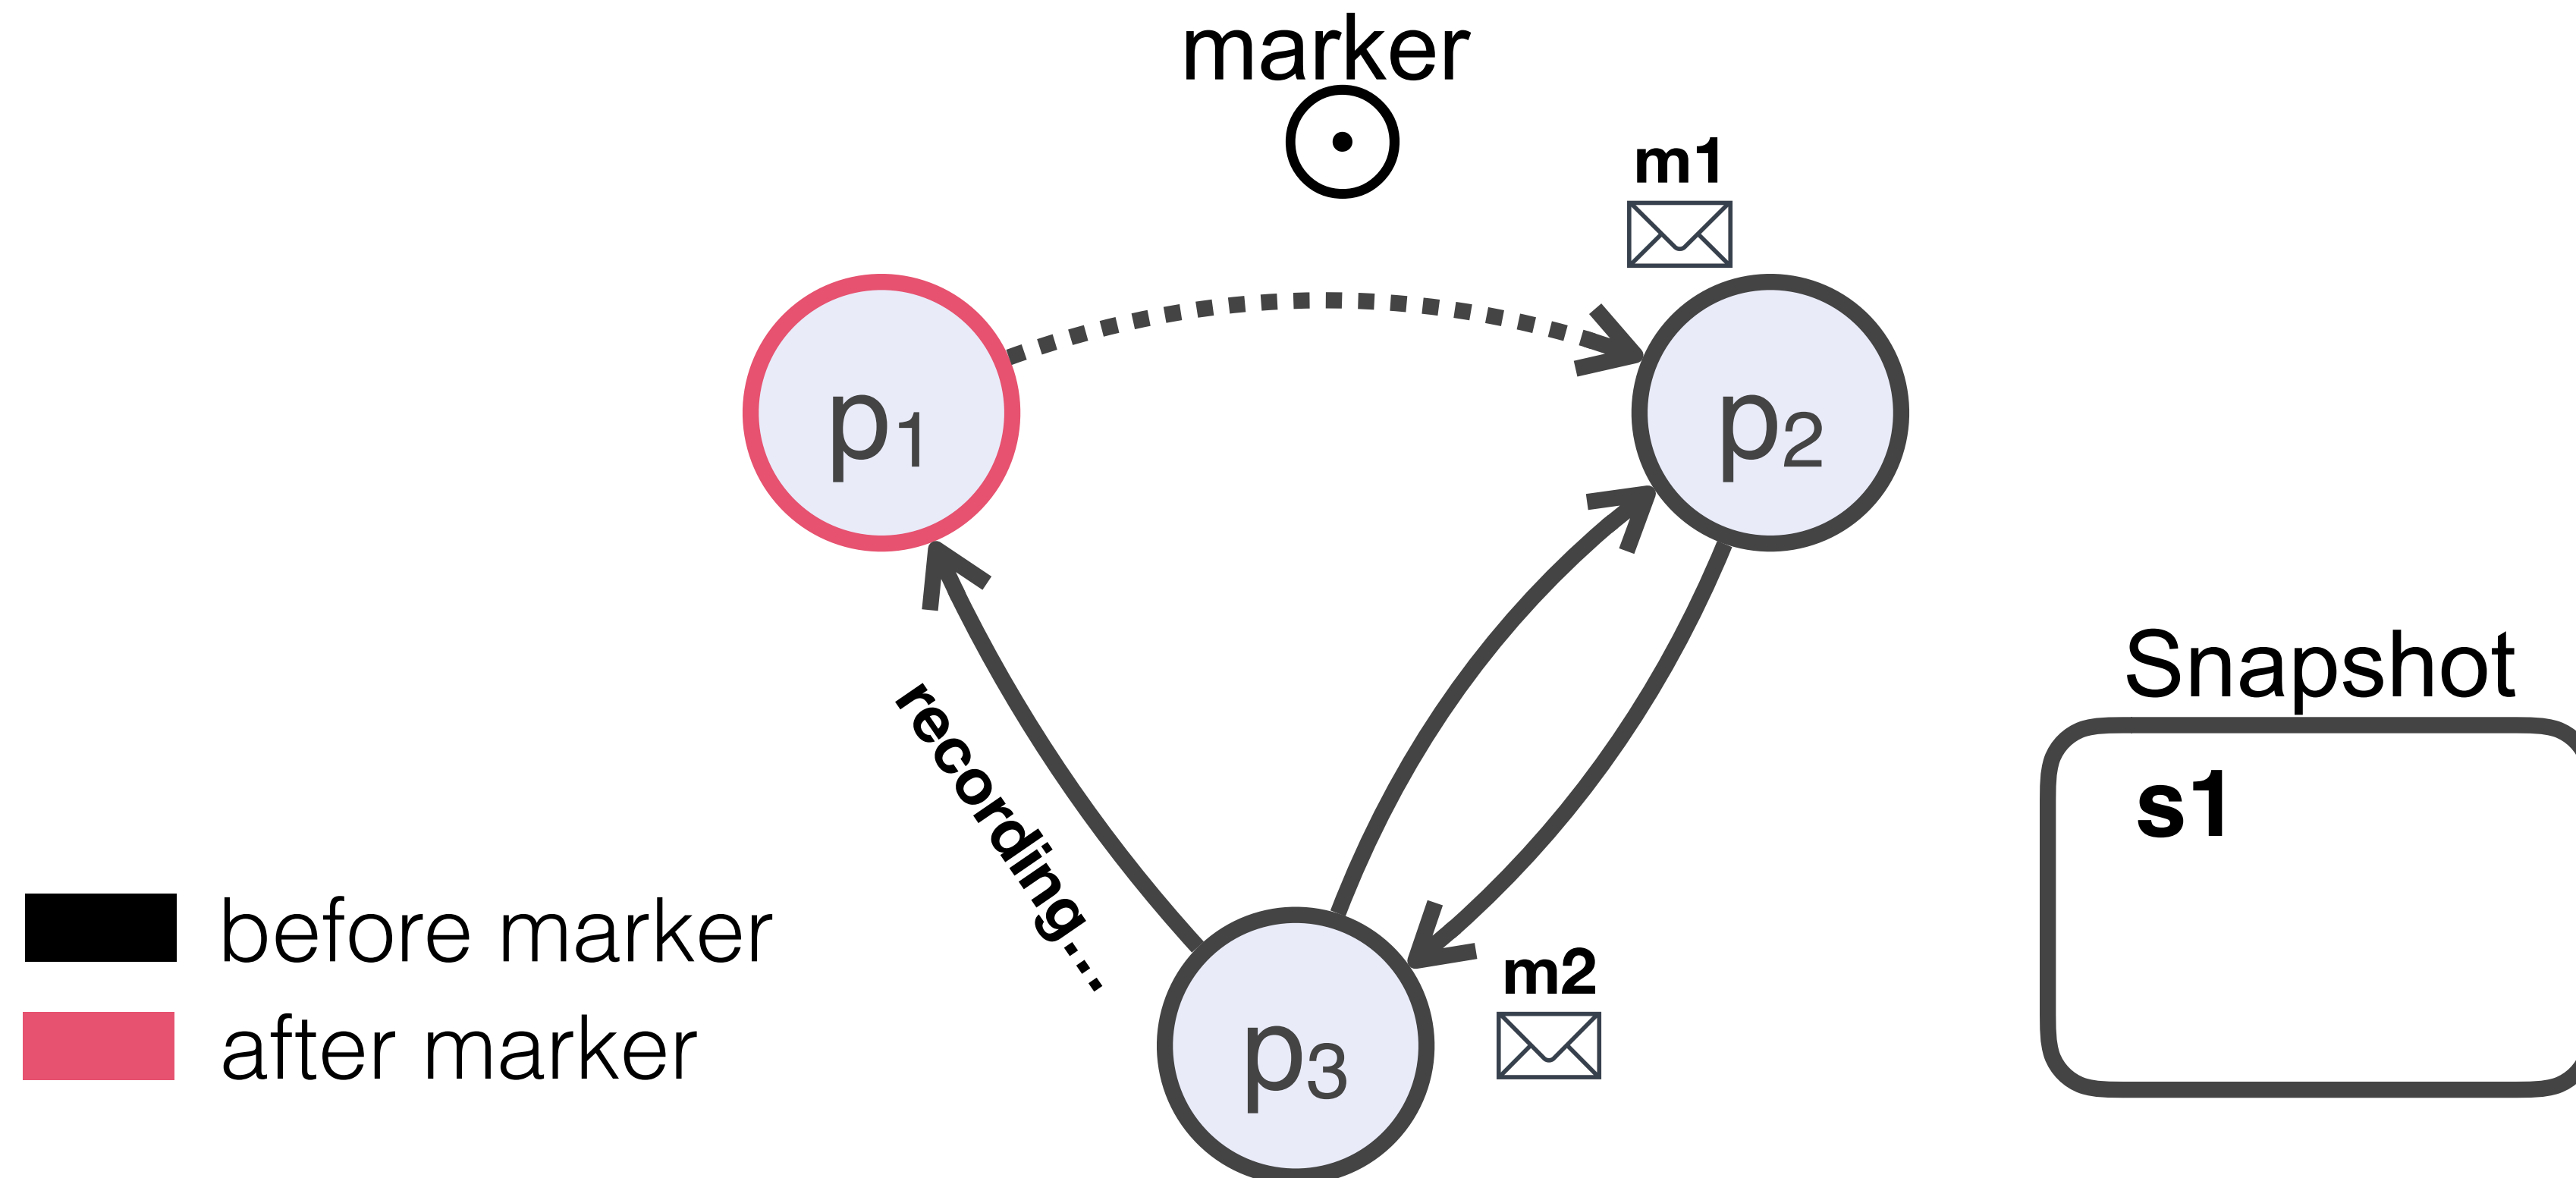 marker
m1
p1
p2
recording...
Snapshot
s1
before marker
m2
after marker
p3